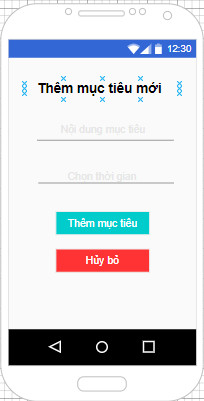 12:30
Thêm mục tiêu mới
Nội dung mục tiêu
Chọn thời gian
Thêm mục tiêu
Hủy bỏ